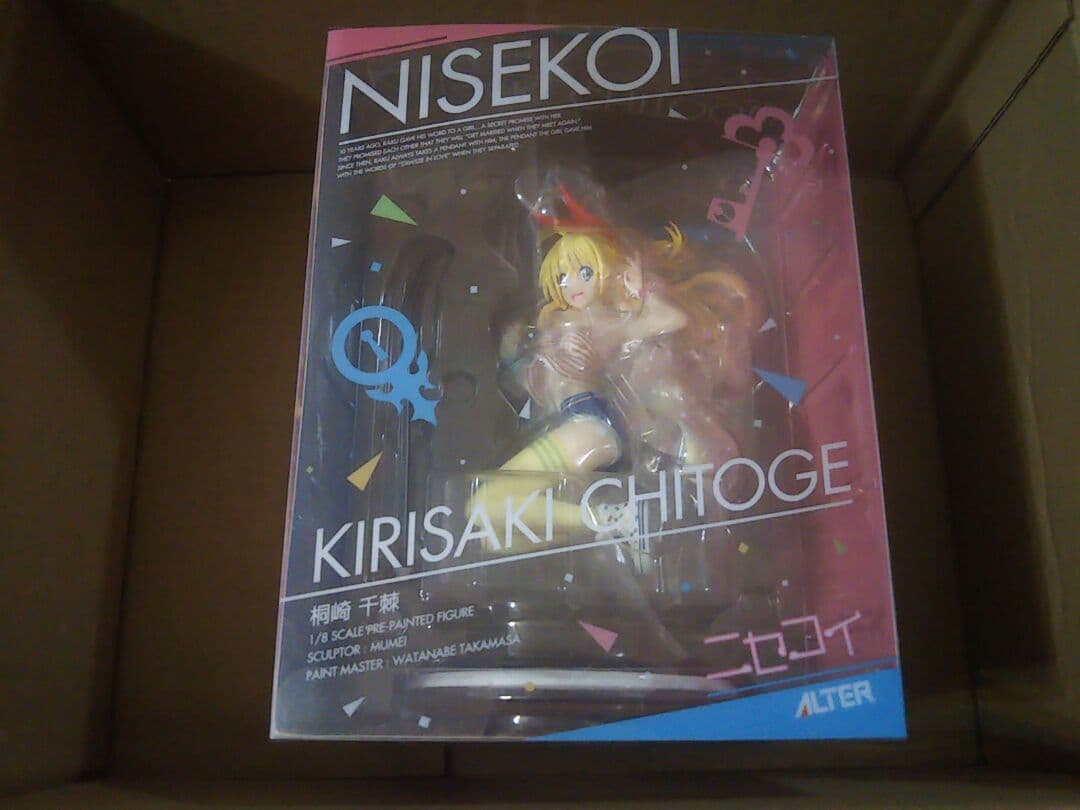 NISEKOI
10 YEARS AGO, RAKU GAVE HIS WORD TO A GIRL... A SECRET PROMISE WITH HER.
THEY PROMISED EACH OTHER THAT THEY WILL "GET MARRIED WHEN THEY MEET AGAIN."
SINCE THEN, RAKU ALWAYS TAKES A PENDANT WITH HIM, THE PENDANT THE GIRL GAVE HIM
WITH THE WORDS OF "ZAWSZE IN LOVE" WHEN THEY SEPARATED.
KIRISAKI CHITOGE
桐崎 千棘
1/8 SCALE PRE-PAINTED FIGURE
SCULPTOR : MUMEI
PAINT MASTER : WATANABE TAKAMASA
ニセコイ
ALTER